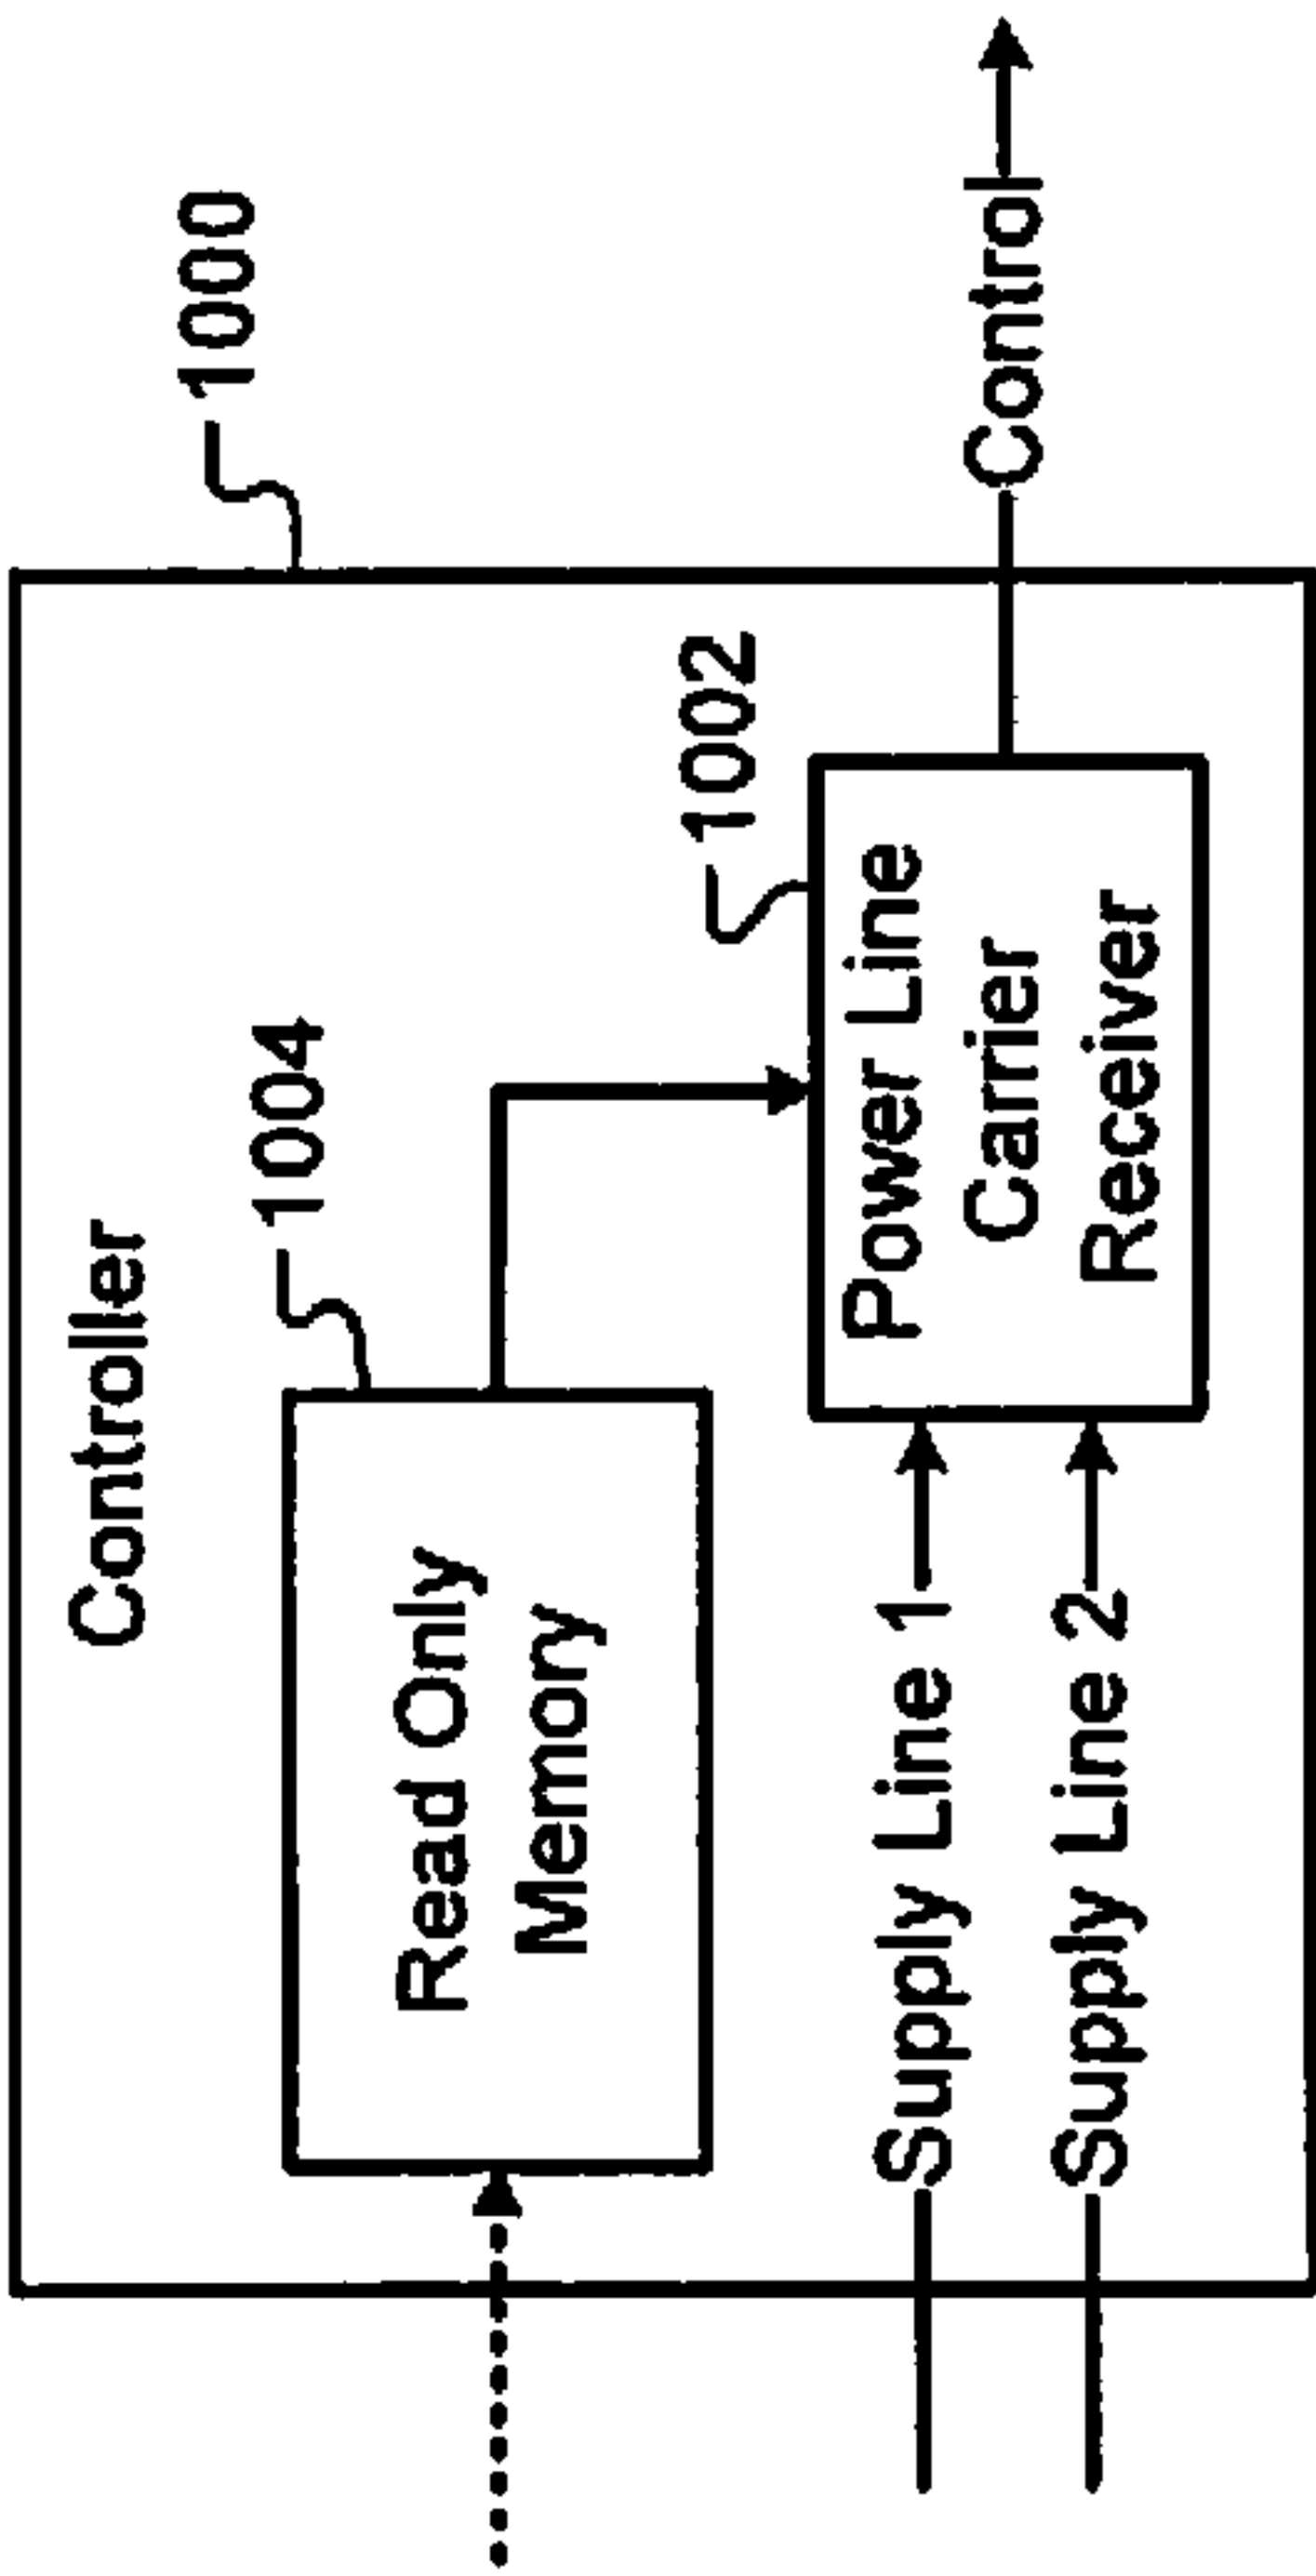 Controller
1000
1004
Read Only
Memory
1002
Power Line
Carrier
Receiver
Supply Line 1
Supply Line 2
Control